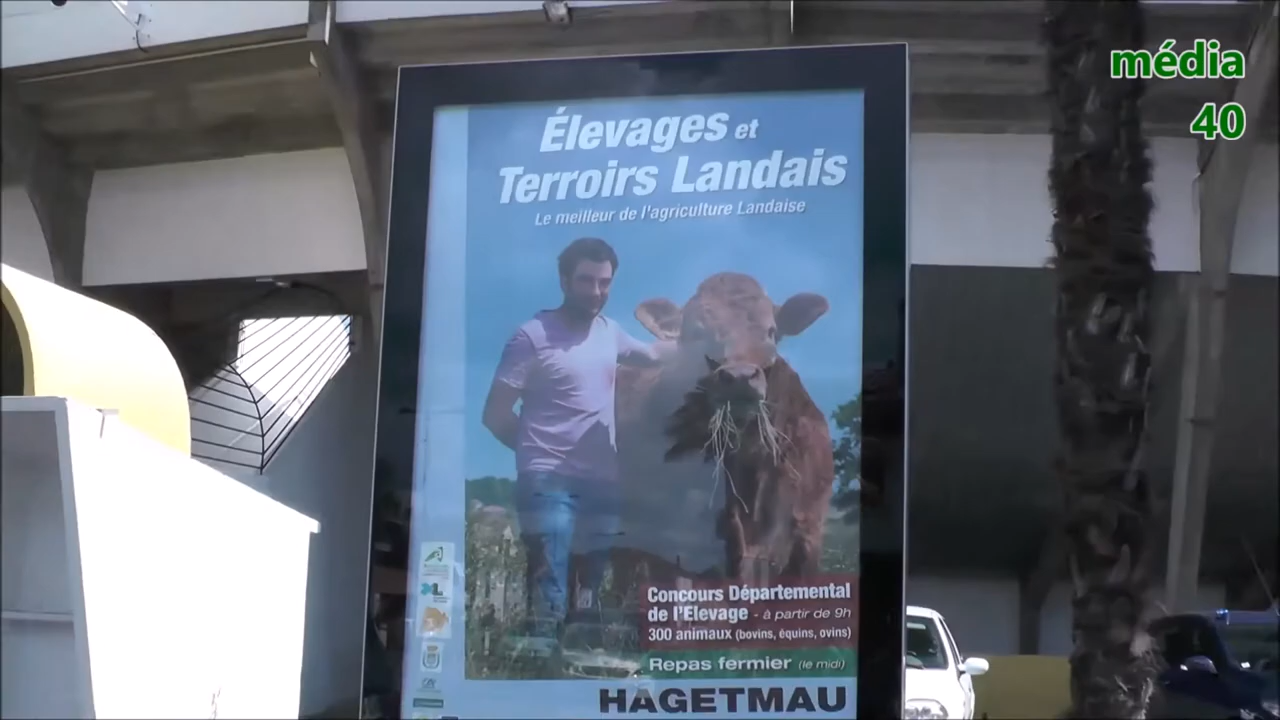 média
40
Élevages et
Terroirs Landais
Le meilleur de l'agriculture Landaise
Concours Départemental
de l'Elevage - à partir de 9h
300 animaux (bovins, équins, ovins)
Repas fermier (le midi)
HAGETMAU